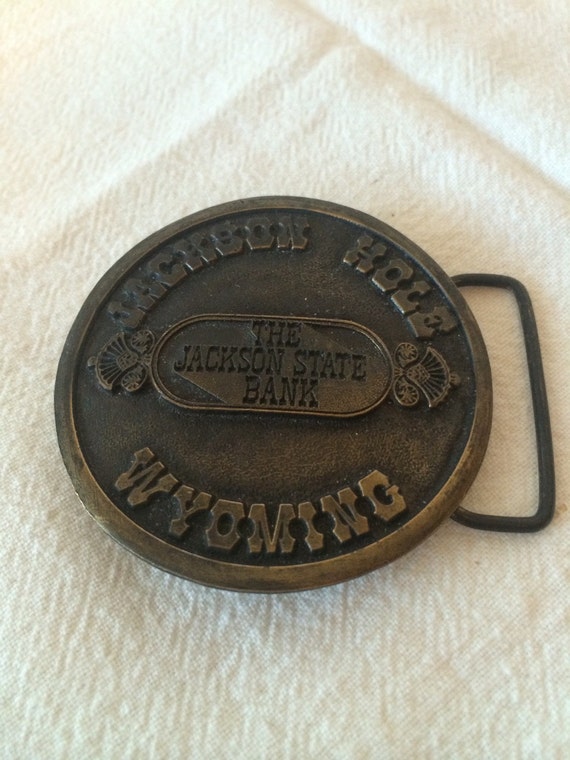 JACKSON HOLE
THE
JACKSON STATE
BANK
WYOMING